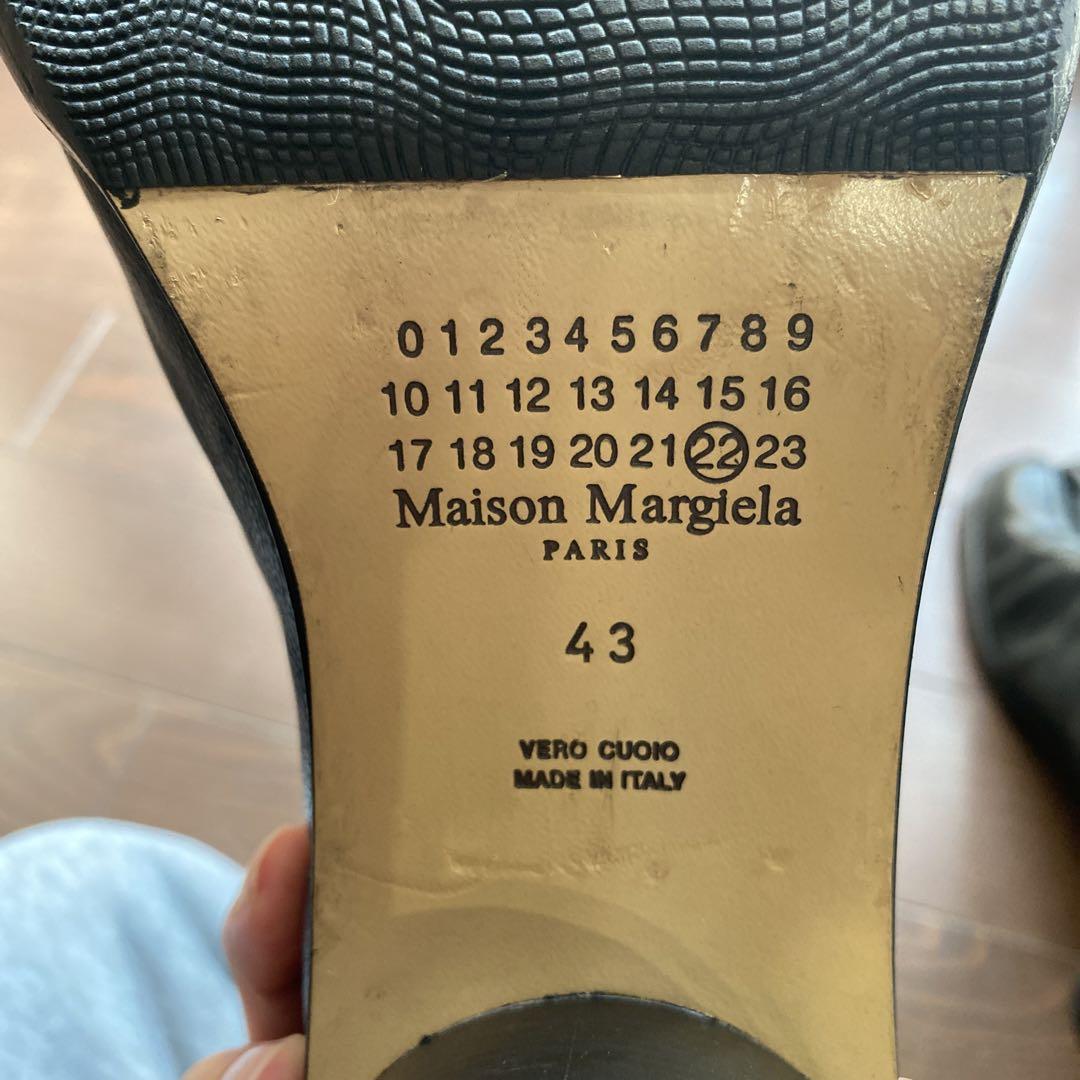 0 1 2 3 4 5 6 7 8 9
10 11 12 13 14 15 16
17 18 19 20 21 22 23
Maison Margiela
PARIS
43
VERO CUOIO
MADE IN ITALY